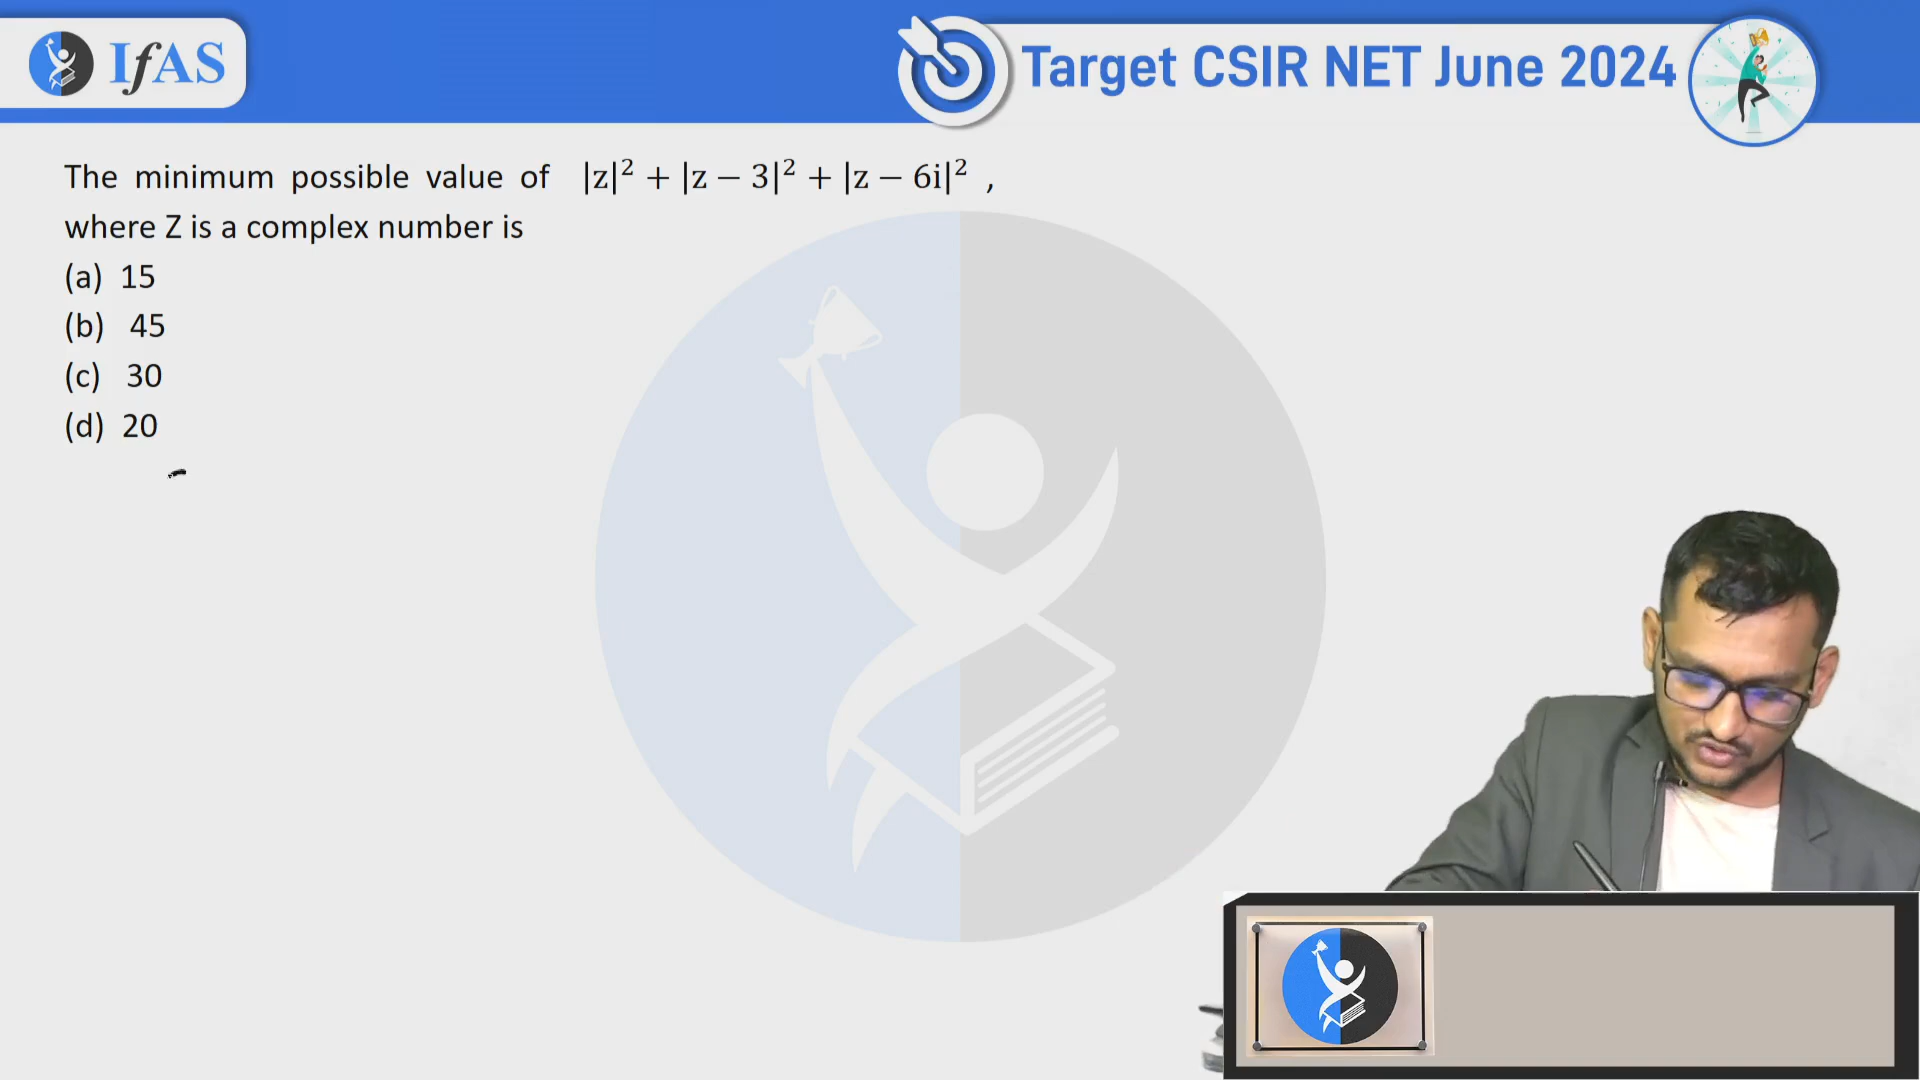 IfAS
Target CSIR NET June 2024
The minimum possible value of |z|² + |z − 3|² + |z − 6i|² ,
where Z is a complex number is
(a) 15
(b) 45
(c) 30
(d) 20